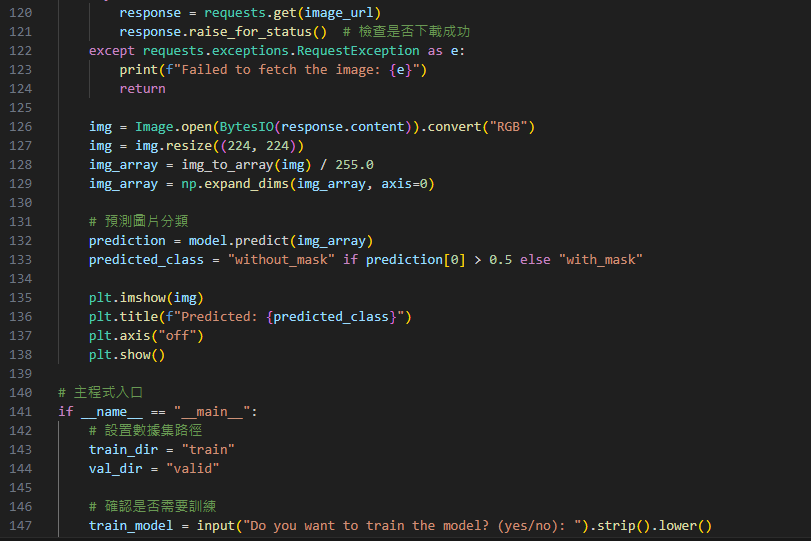 120 response = requests.get(image_url)
121 response.raise_for_status()  # 檢查是否下載成功
122 except requests.exceptions.RequestException as e:
123 print(f"Failed to fetch the image: {e}")
124 return
125
126 img = Image.open(BytesIO(response.content)).convert("RGB")
127 img = img.resize((224, 224))
128 img_array = img_to_array(img) / 255.0
129 img_array = np.expand_dims(img_array, axis=0)
130
131 # 預測圖片分類
132 prediction = model.predict(img_array)
133 predicted_class = "without_mask" if prediction[0] > 0.5 else "with_mask"
134
135 plt.imshow(img)
136 plt.title(f"Predicted: {predicted_class}")
137 plt.axis("off")
138 plt.show()
139
140 # 主程式入口
141 if __name__ == "__main__":
142 # 設置數據集路徑
143 train_dir = "train"
144 val_dir = "valid"
145
146 # 確認是否需要訓練
147 train_model = input("Do you want to train the model? (yes/no): ").strip().lower()